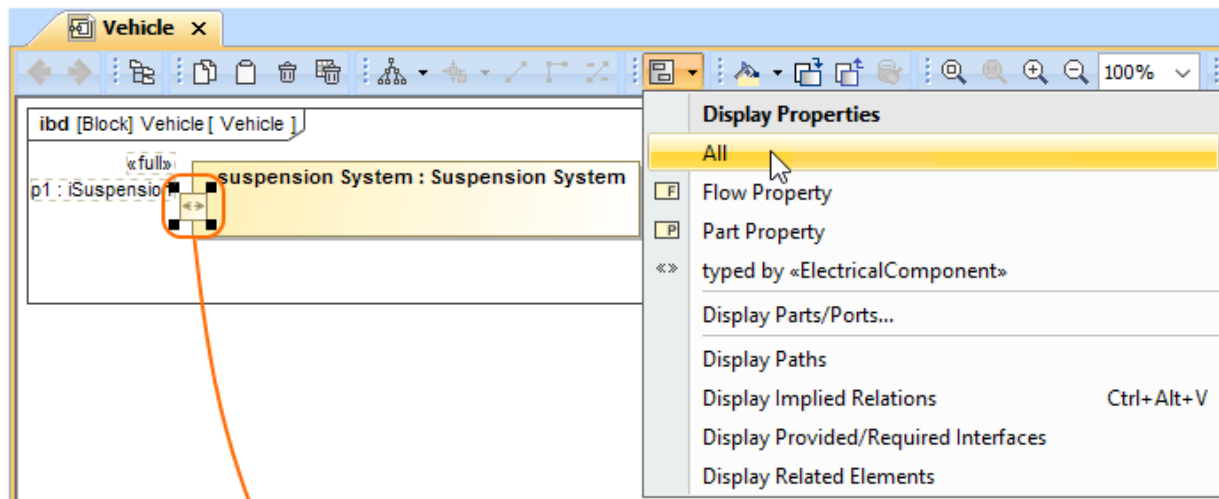 Vehicle
100%
ibd [Block] Vehicle [ Vehicle ]
«full»
p1 : iSuspension
suspension System : Suspension System
Display Properties
All
F Flow Property
P Part Property
«» typed by «ElectricalComponent»
Display Parts/Ports...
Display Paths
Display Implied Relations Ctrl+Alt+V
Display Provided/Required Interfaces
Display Related Elements